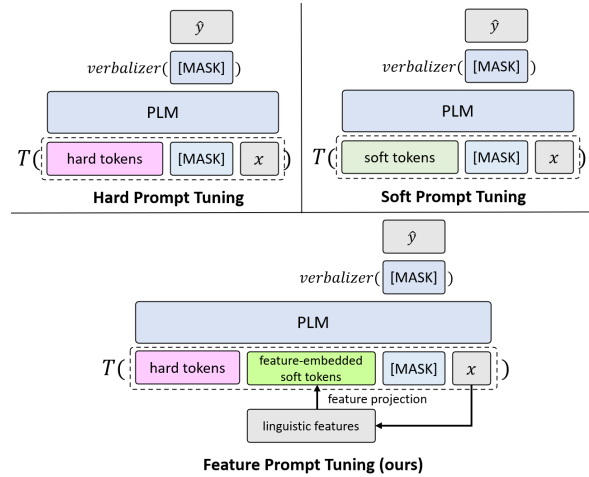 ŷ
verbalizer([MASK])
PLM
T( hard tokens [MASK] x )
Hard Prompt Tuning
ŷ
verbalizer([MASK])
PLM
T( soft tokens [MASK] x )
Soft Prompt Tuning
ŷ
verbalizer([MASK])
PLM
T( hard tokens feature-embedded soft tokens [MASK] x )
feature projection
linguistic features
Feature Prompt Tuning (ours)